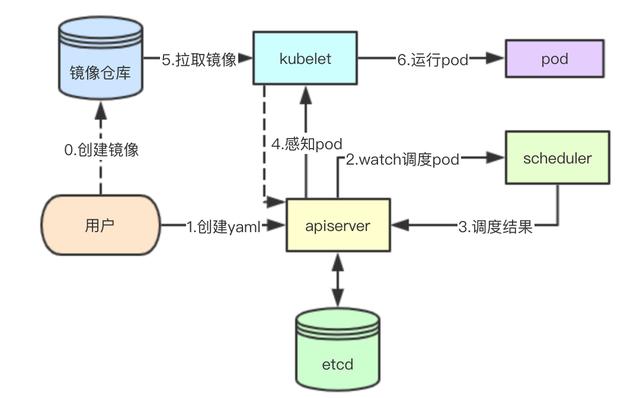 镜像仓库
5.拉取镜像
kubelet
6.运行pod
pod
0.创建镜像
4.感知pod
2.watch调度pod
scheduler
用户
1.创建yaml
apiserver
3.调度结果
etcd